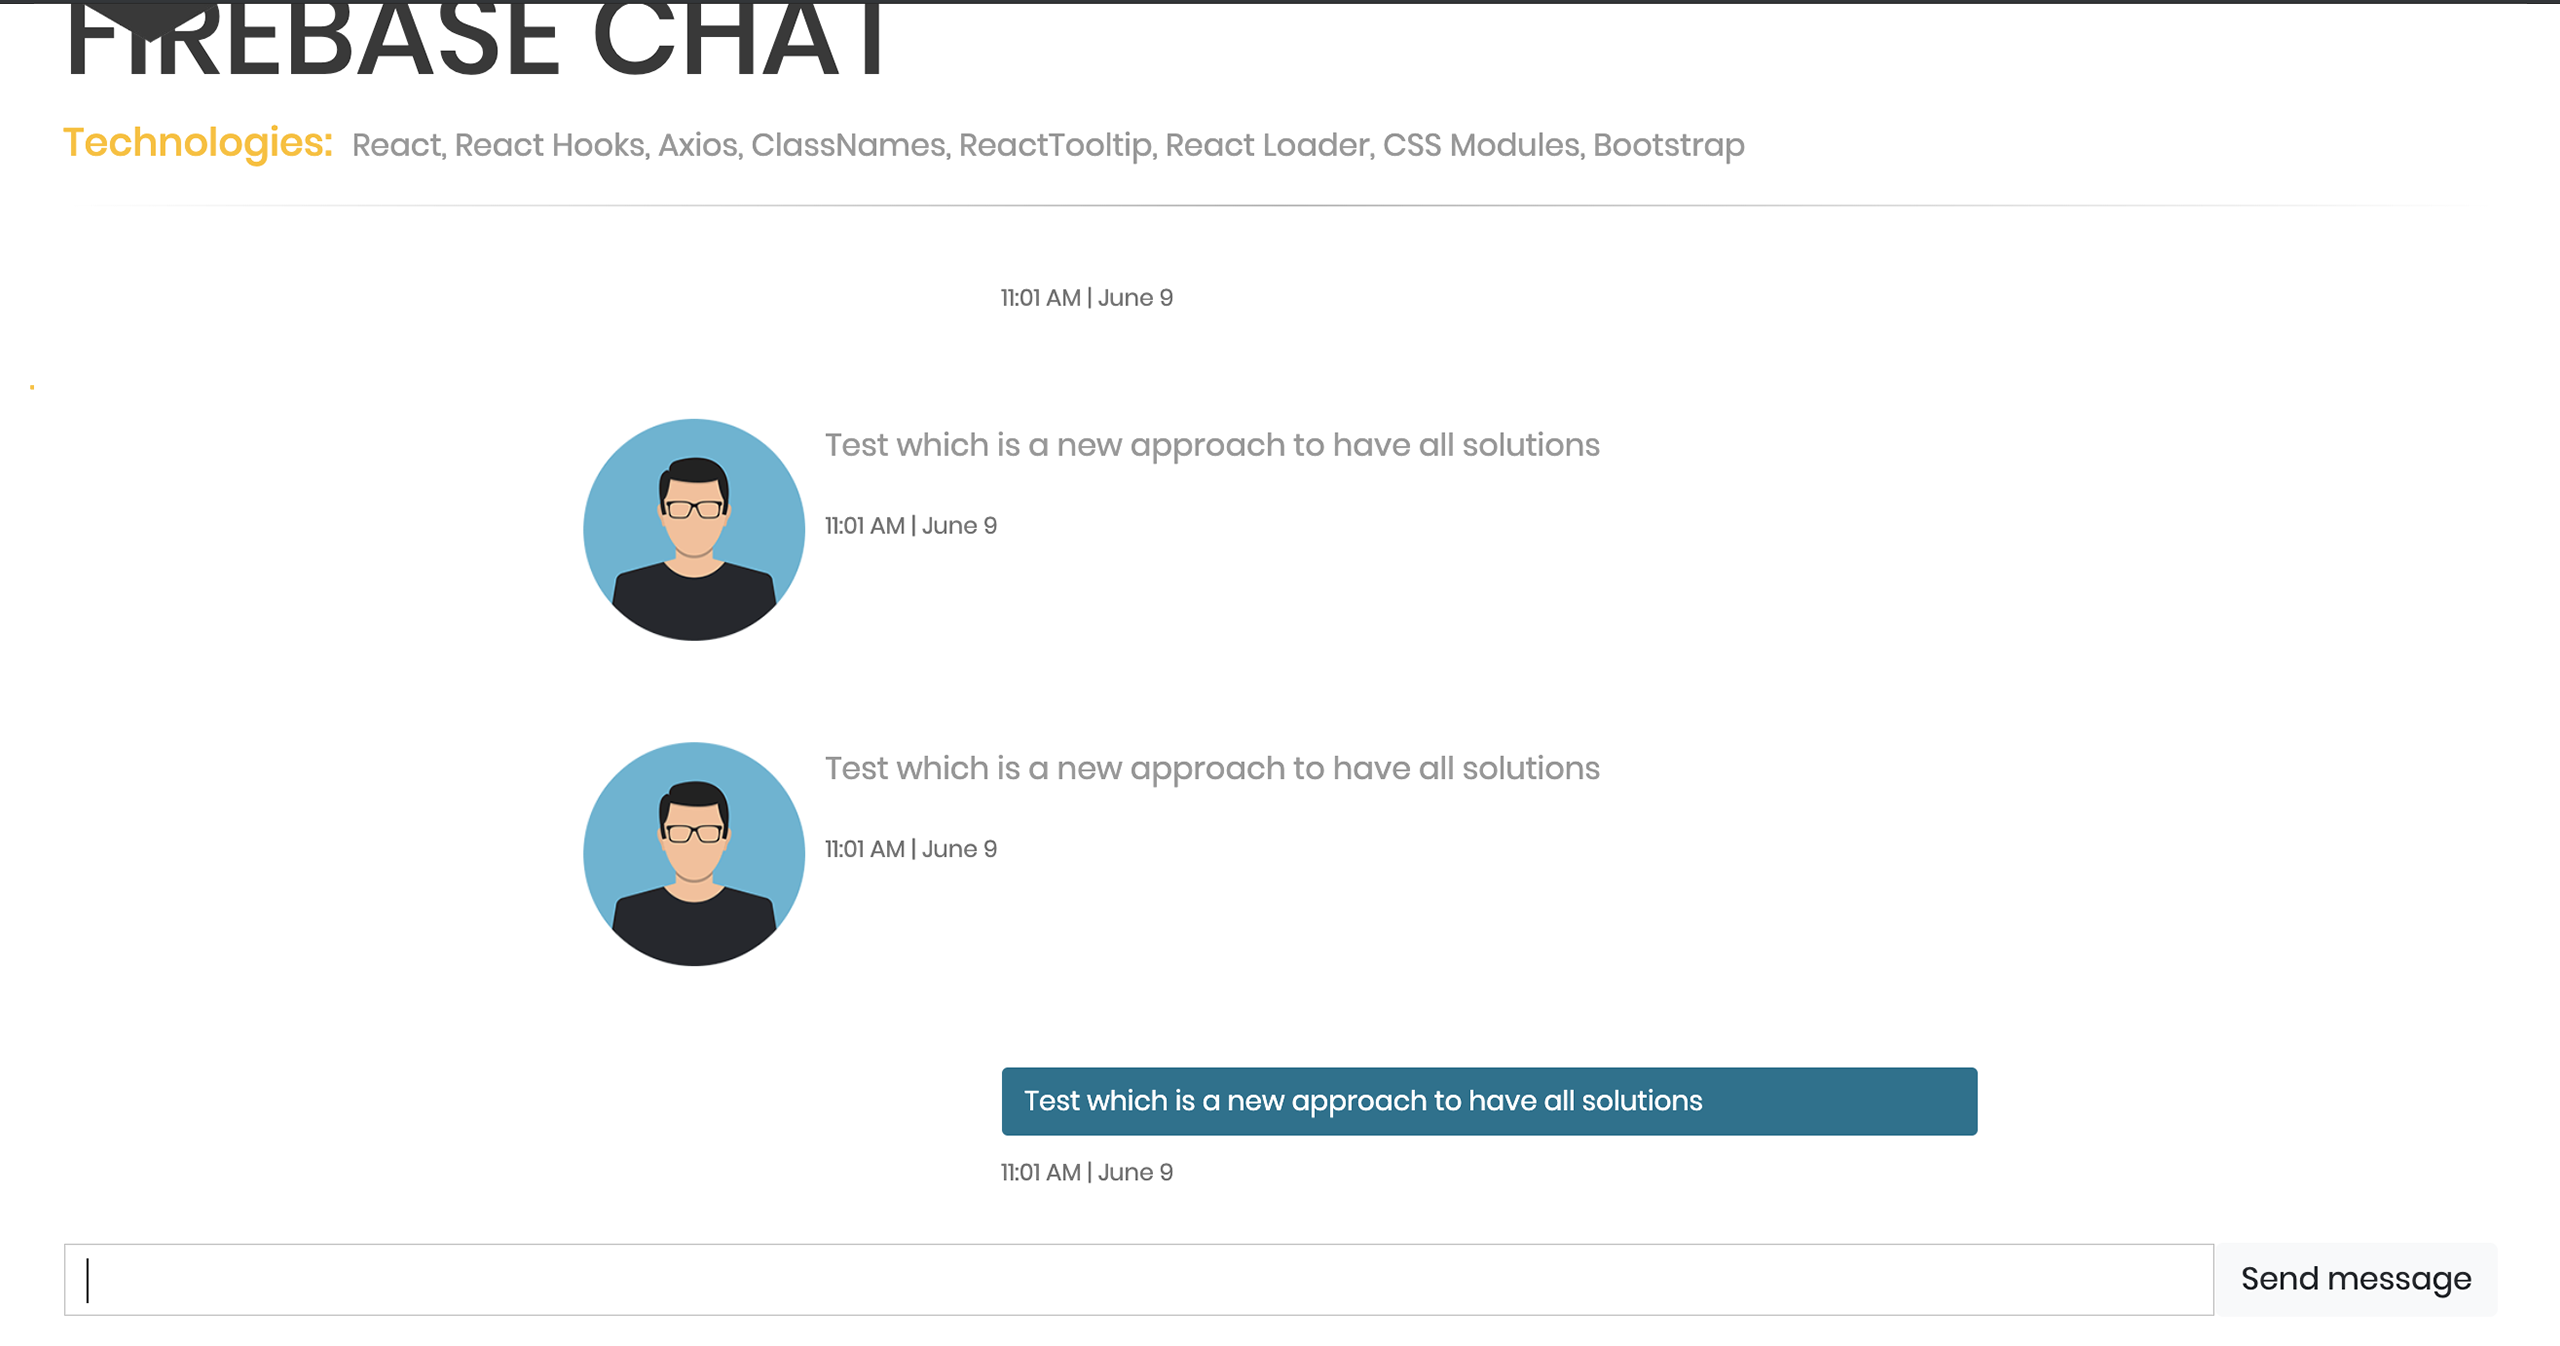 FIREBASE CHAT
Technologies: React, React Hooks, Axios, ClassNames, ReactTooltip, React Loader, CSS Modules, Bootstrap
11:01 AM | June 9
Test which is a new approach to have all solutions
11:01 AM | June 9
Test which is a new approach to have all solutions
11:01 AM | June 9
Test which is a new approach to have all solutions
11:01 AM | June 9
Send message